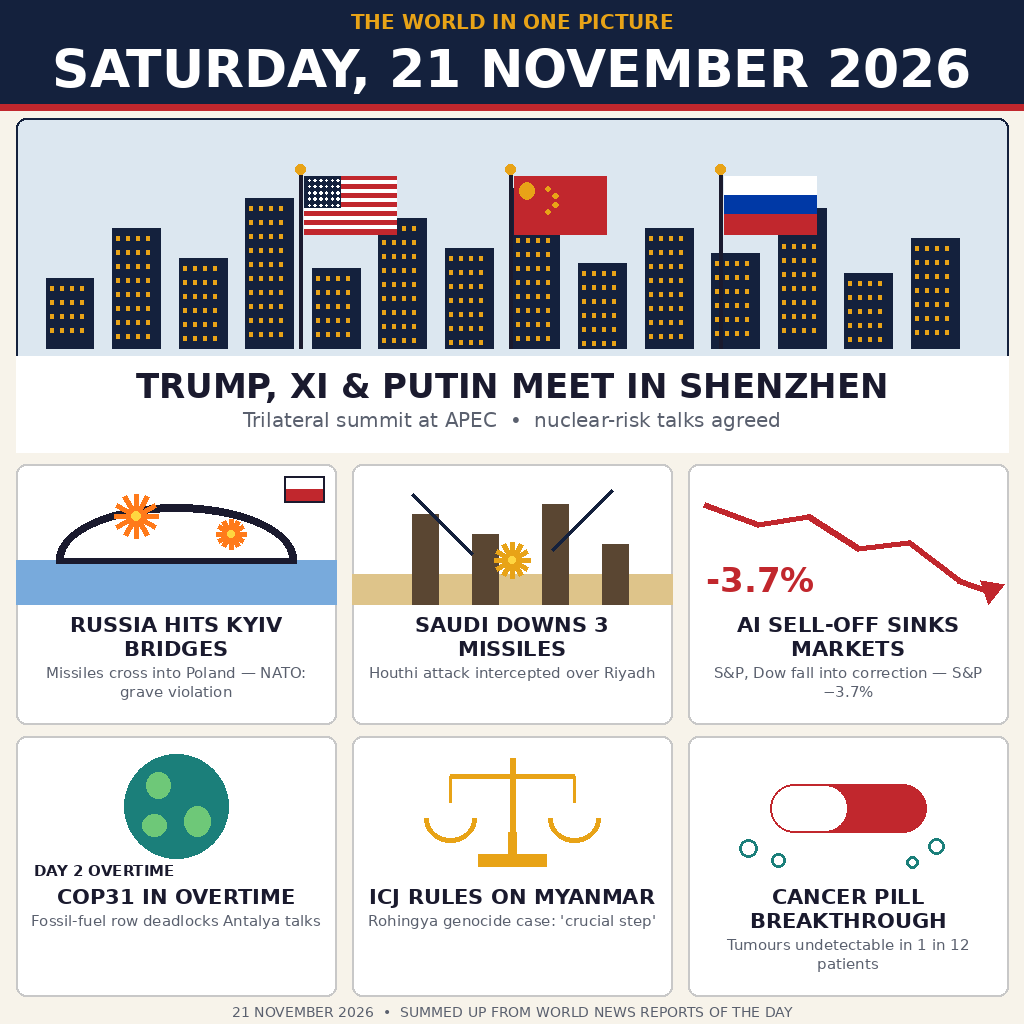 THE WORLD IN ONE PICTURE
SATURDAY, 21 NOVEMBER 2026
TRUMP, XI & PUTIN MEET IN SHENZHEN
Trilateral summit at APEC • nuclear-risk talks agreed
RUSSIA HITS KYIV
BRIDGES
Missiles cross into Poland — NATO:
grave violation
SAUDI DOWNS 3
MISSILES
Houthi attack intercepted over Riyadh
-3.7%
AI SELL-OFF SINKS
MARKETS
S&P, Dow fall into correction — S&P
−3.7%
DAY 2 OVERTIME
COP31 IN OVERTIME
Fossil-fuel row deadlocks Antalya talks
ICJ RULES ON MYANMAR
Rohingya genocide case: 'crucial step'
CANCER PILL
BREAKTHROUGH
Tumours undetectable in 1 in 12
patients
21 NOVEMBER 2026 • SUMMED UP FROM WORLD NEWS REPORTS OF THE DAY